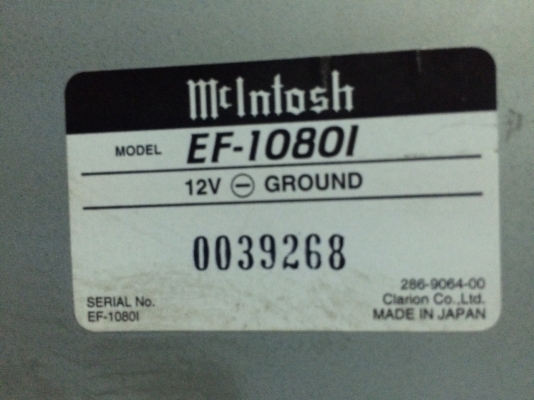 McIntosh
MODEL EF-1080I
12V ⊖ GROUND
0039268
286-9064-00
SERIAL No. Clarion Co.,Ltd.
EF-1080I MADE IN JAPAN